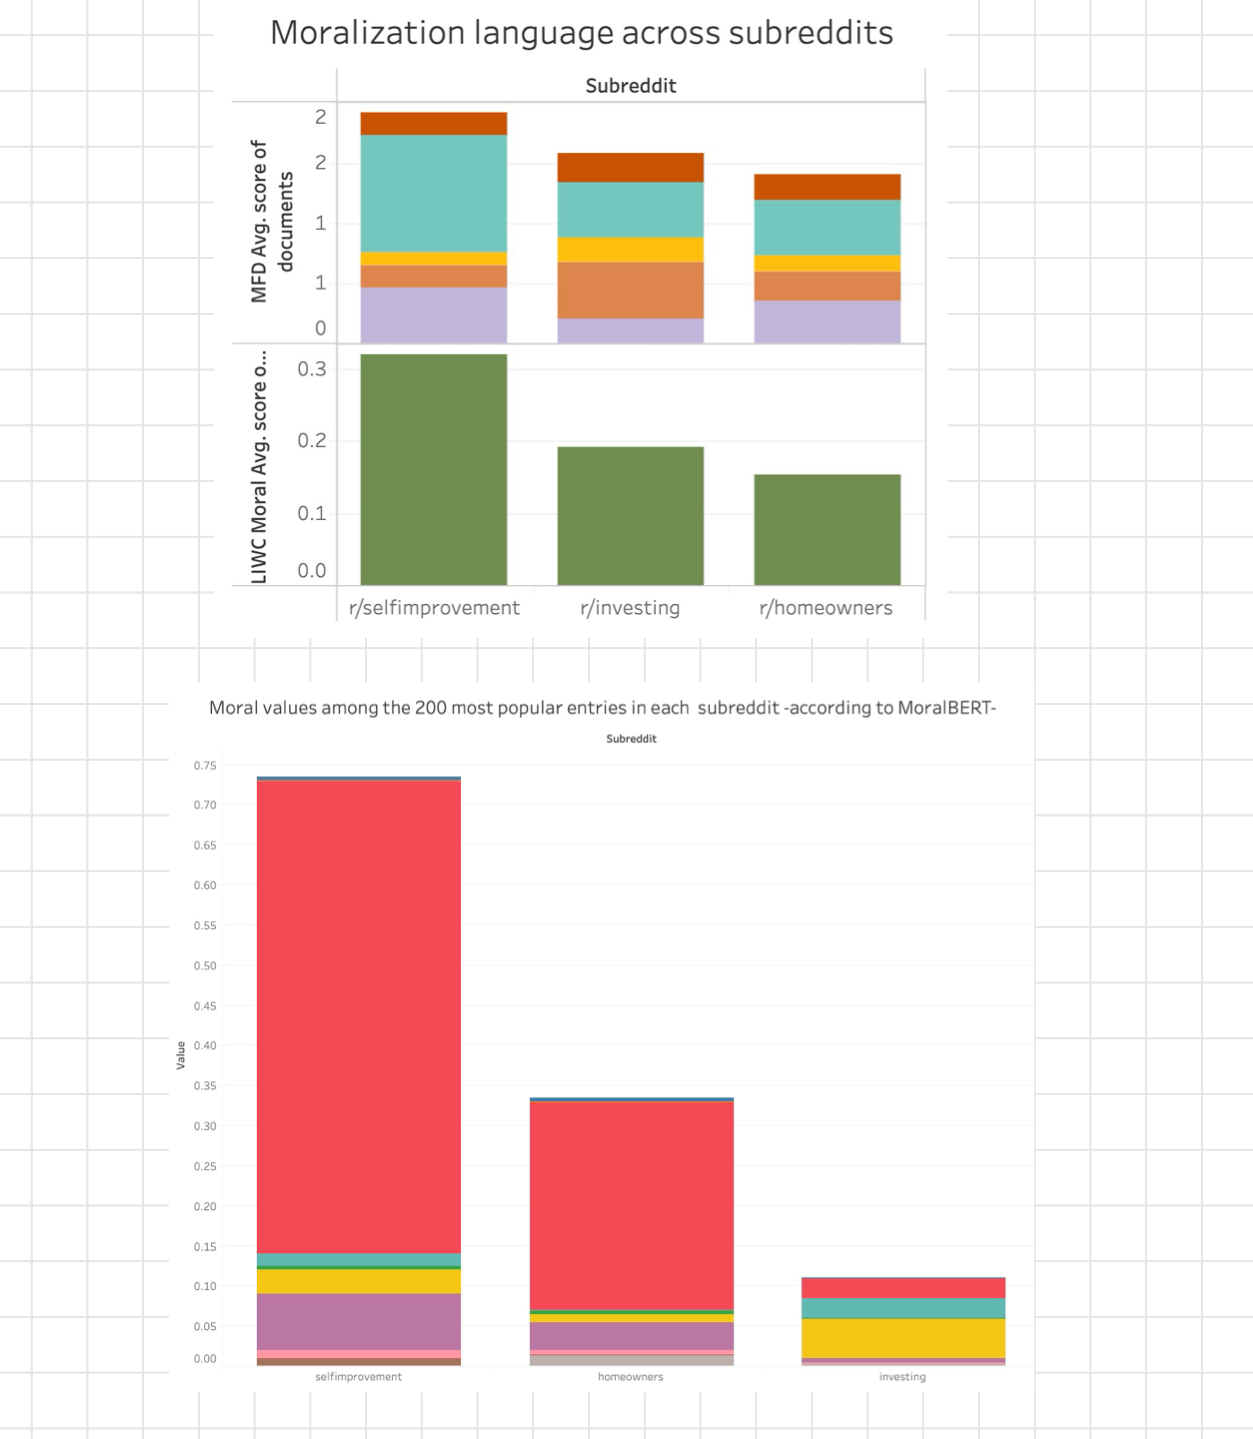 Moralization language across subreddits
Subreddit
MFD Avg. score of
documents
2
2
1
1
0
LIWC Moral Avg. score o...
0.3
0.2
0.1
0.0
r/selfimprovement
r/investing
r/homeowners
Moral values among the 200 most popular entries in each subreddit -according to MoralBERT-
Subreddit
Value
0.75
0.70
0.65
0.60
0.55
0.50
0.45
0.40
0.35
0.30
0.25
0.20
0.15
0.10
0.05
0.00
selfimprovement
homeowners
investing